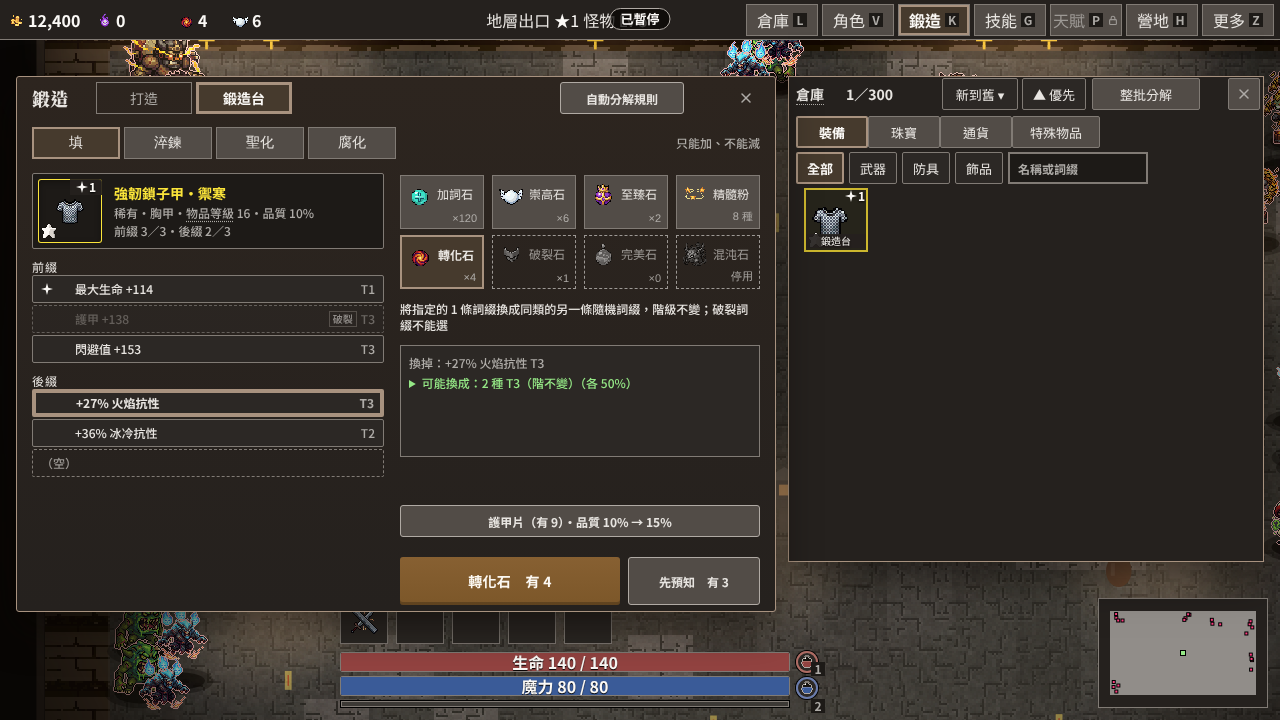 12,400 0 4 6 地層出口 ★1 怪物 已暫停 倉庫 L 角色 V 鍛造 K 技能 G 天賦 P 營地 H 更多 Z
鍛造 打造 鍛造台 自動分解規則 ×
填 淬鍊 聖化 腐化 只能加、不能減
1
強韌鎖子甲・禦寒
稀有・胸甲・物品等級 16・品質 10%
前綴 3／3・後綴 2／3
前綴
最大生命 +114 T1
護甲 +138 破裂 T3
閃避值 +153 T3
後綴
+27% 火焰抗性 T3
+36% 冰冷抗性 T2
（空）
加詞石 ×120
崇高石 ×6
至臻石 ×2
精髓粉 8 種
轉化石 ×4
破裂石 ×1
完美石 ×0
混沌石 停用
將指定的 1 條詞綴換成同類的另一條隨機詞綴，階級不變；破裂詞
綴不能選
換掉：+27% 火焰抗性 T3
▶ 可能換成：2 種 T3（階不變）（各 50%）
護甲片（有 9）・品質 10% → 15%
轉化石 有 4
先預知 有 3
倉庫 1／300 新到舊 ▾ ▲優先 整批分解 ×
裝備 珠寶 通貨 特殊物品
全部 武器 防具 飾品 名稱或詞綴
1
鍛造台
生命 140 / 140
1
魔力 80 / 80
2